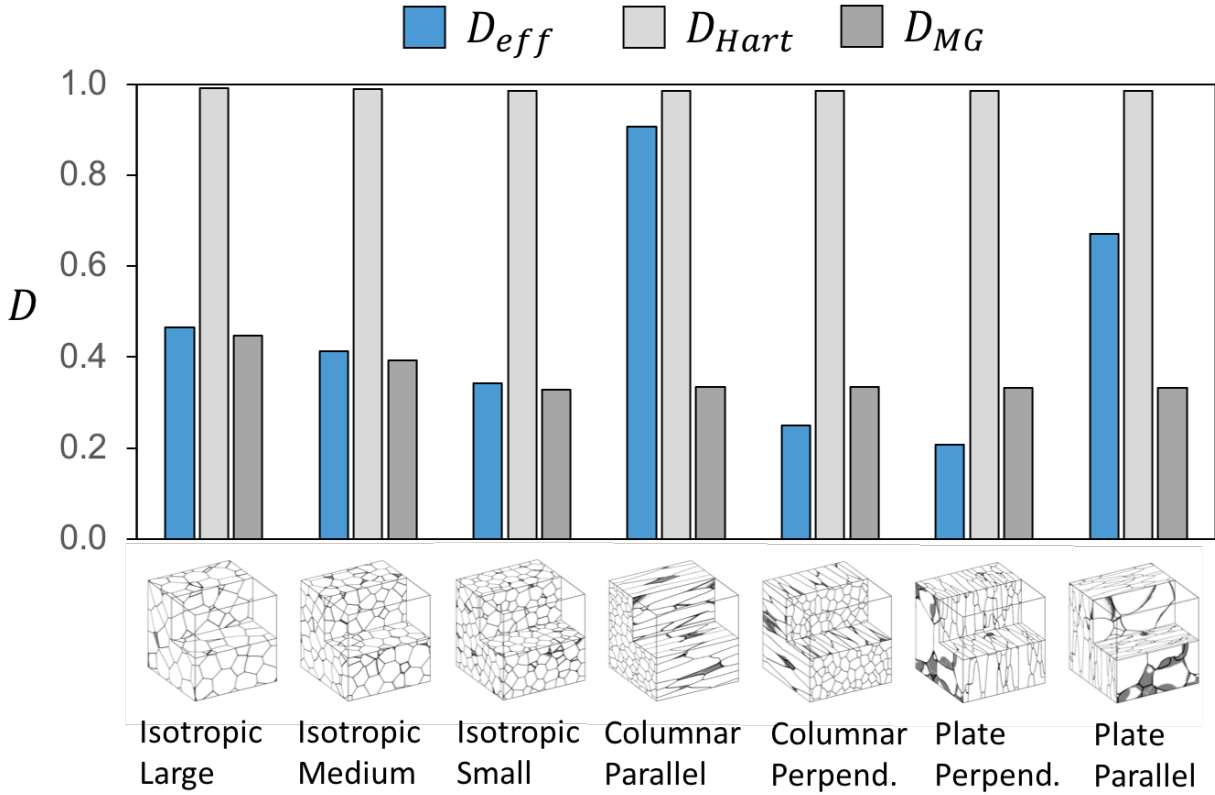 D_eff D_Hart D_MG
1.0
0.8
0.6
D
0.4
0.2
0.0
Isotropic Large
Isotropic Medium
Isotropic Small
Columnar Parallel
Columnar Perpend.
Plate Perpend.
Plate Parallel